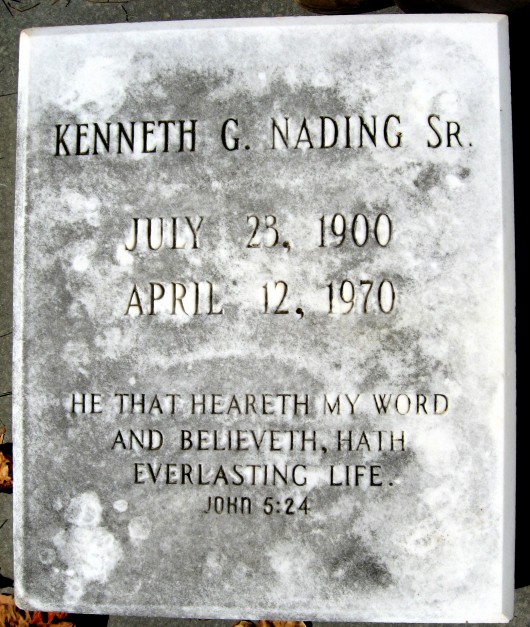 KENNETH G. NADING SR.
JULY 23, 1900
APRIL 12, 1970
HE THAT HEARETH MY WORD
AND BELIEVETH, HATH
EVERLASTING LIFE.
JOHN 5:24